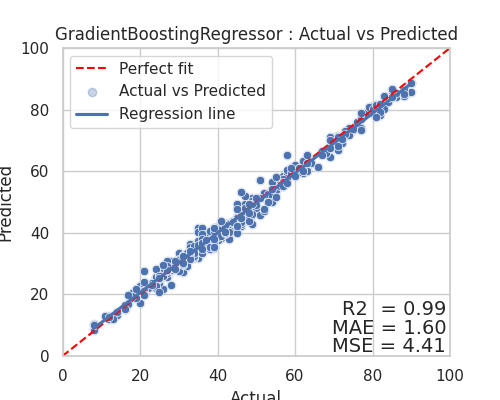 GradientBoostingRegressor : Actual vs Predicted
100
80
60
40
20
0
Predicted
Perfect fit
Actual vs Predicted
Regression line
R2 = 0.99
MAE = 1.60
MSE = 4.41
0 20 40 60 80 100
Actual